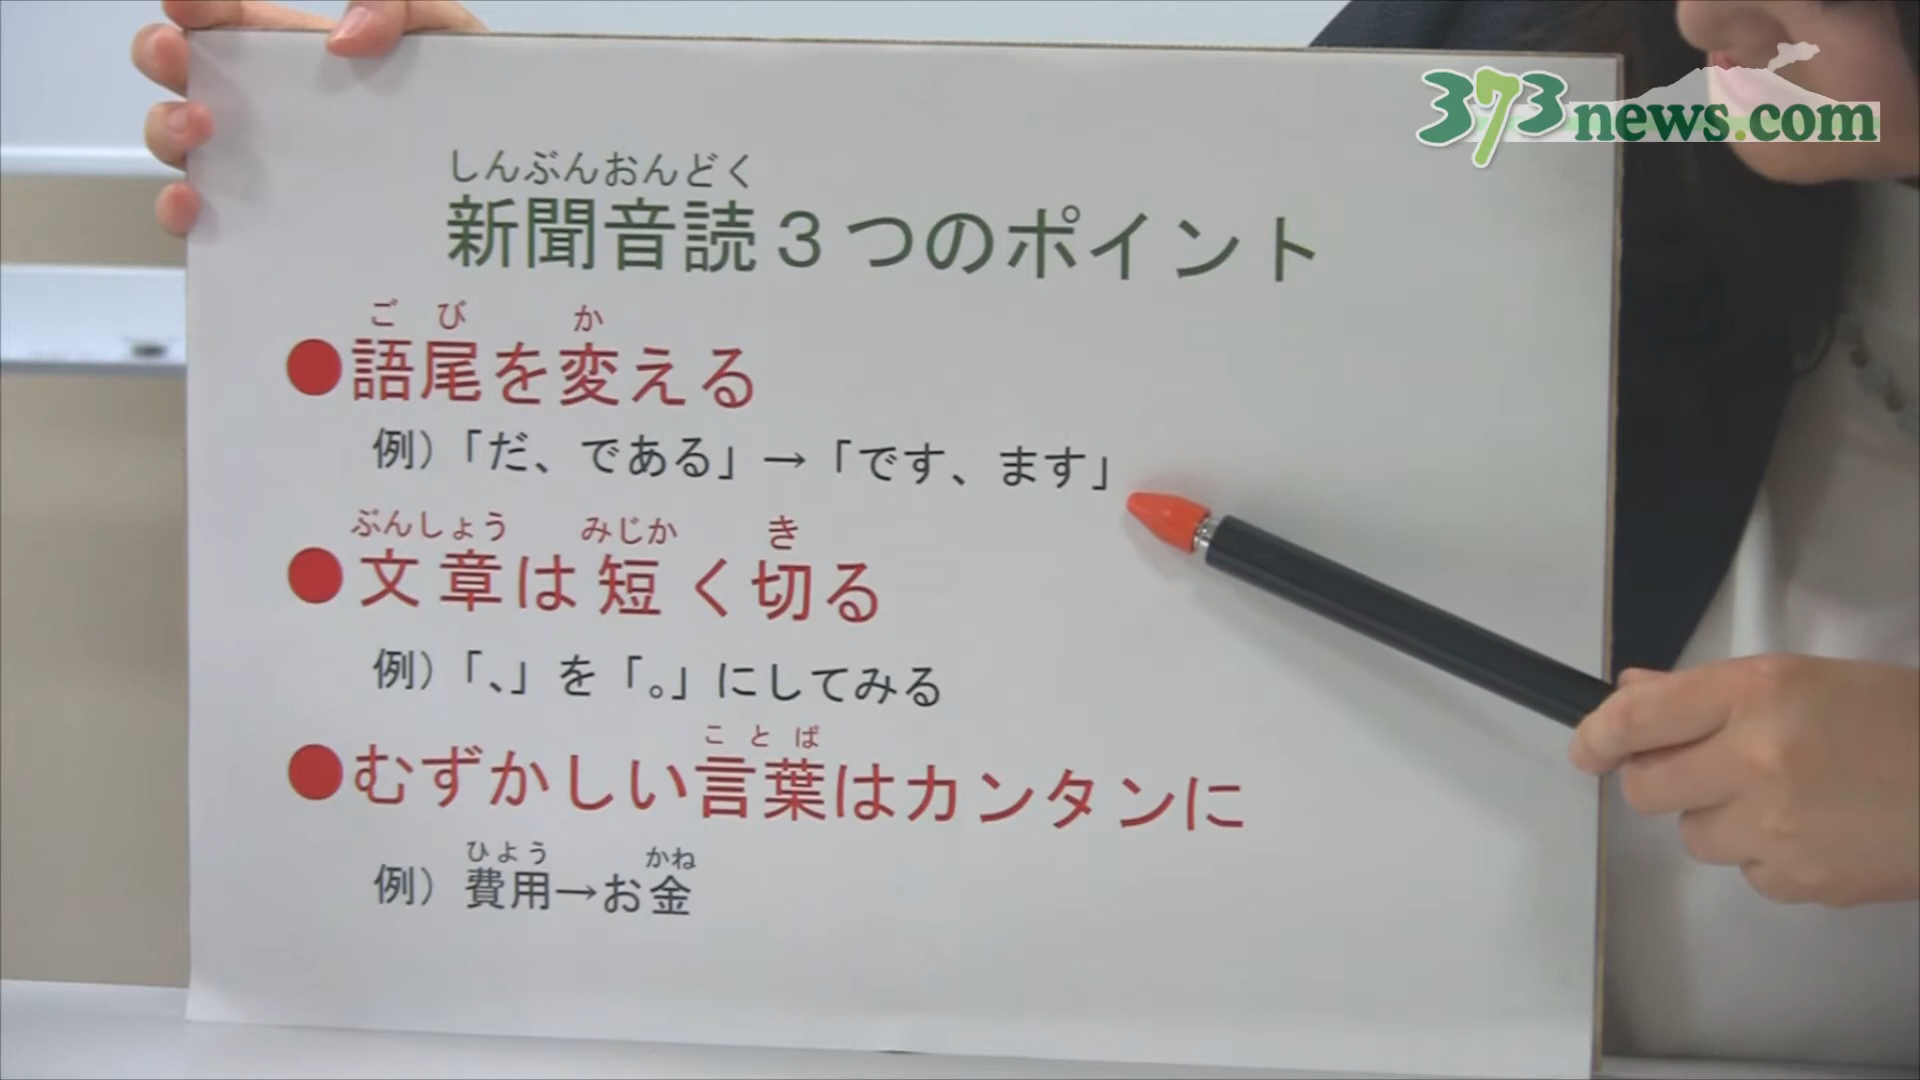 373news.com
しんぶんおんどく
新聞音読３つのポイント
ごび か
●語尾を変える
例）「だ、である」→「です、ます」
ぶんしょう みじか き
●文章は短く切る
例）「、」を「。」にしてみる
ことば
●むずかしい言葉はカンタンに
ひよう かね
例）費用→お金